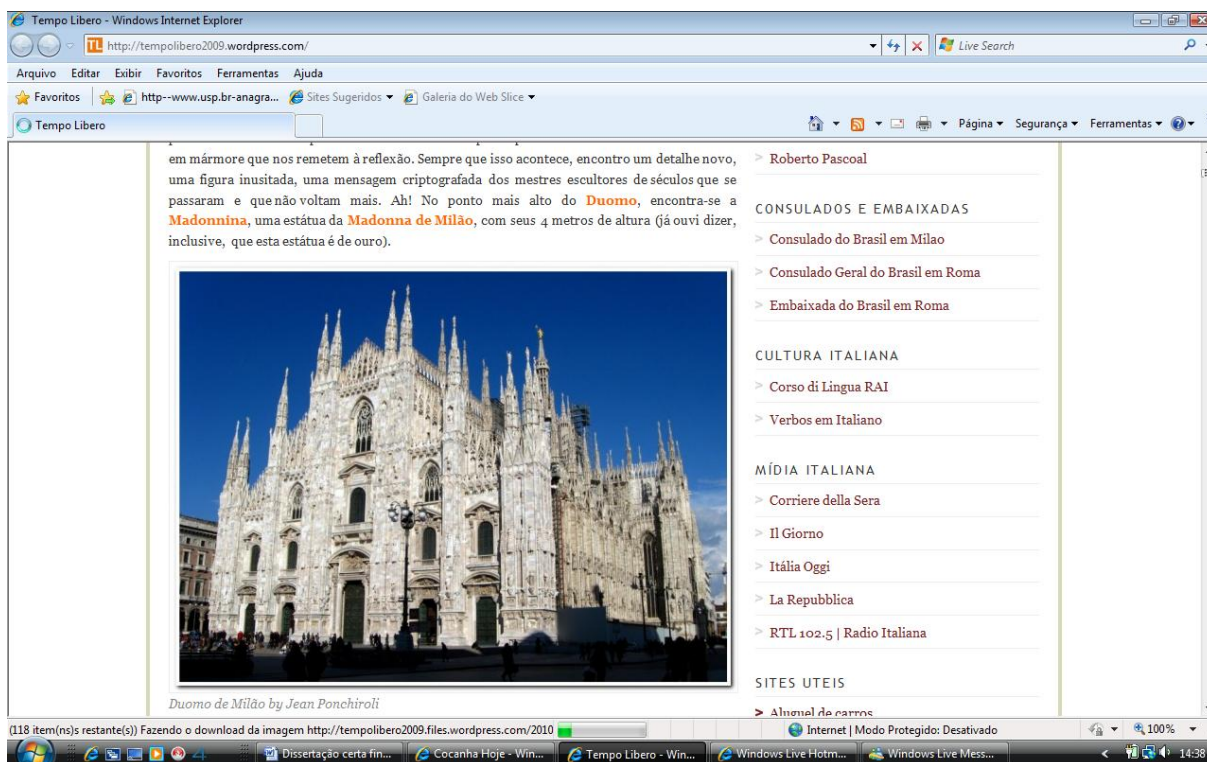 Tempo Libero - Windows Internet Explorer
TL http://tempolibero2009.wordpress.com/
Live Search
Arquivo Editar Exibir Favoritos Ferramentas Ajuda
Favoritos http--www.usp.br-anagra... Sites Sugeridos Galeria do Web Slice
Tempo Libero
Página Segurança Ferramentas
em mármore que nos remetem à reflexão. Sempre que isso acontece, encontro um detalhe novo,
uma figura inusitada, uma mensagem criptografada dos mestres escultores de séculos que se
passaram e que não voltam mais. Ah! No ponto mais alto do Duomo, encontra-se a
Madonnina, uma estátua da Madonna de Milão, com seus 4 metros de altura (já ouvi dizer,
inclusive, que esta estátua é de ouro).
Duomo de Milão by Jean Ponchiroli
> Roberto Pascoal
CONSULADOS E EMBAIXADAS
> Consulado do Brasil em Milao
> Consulado Geral do Brasil em Roma
> Embaixada do Brasil em Roma
CULTURA ITALIANA
> Corso di Lingua RAI
> Verbos em Italiano
MÍDIA ITALIANA
> Corriere della Sera
> Il Giorno
> Itália Oggi
> La Repubblica
> RTL 102.5 | Radio Italiana
SITES UTEIS
> Aluguel de carros
(118 item(ns)s restante(s)) Fazendo o download da imagem http://tempolibero2009.files.wordpress.com/2010
Internet | Modo Protegido: Desativado
100%
Dissertação certa fin...
Cocanha Hoje - Win...
Tempo Libero - Win...
Windows Live Hotm...
Windows Live Mess...
14:38